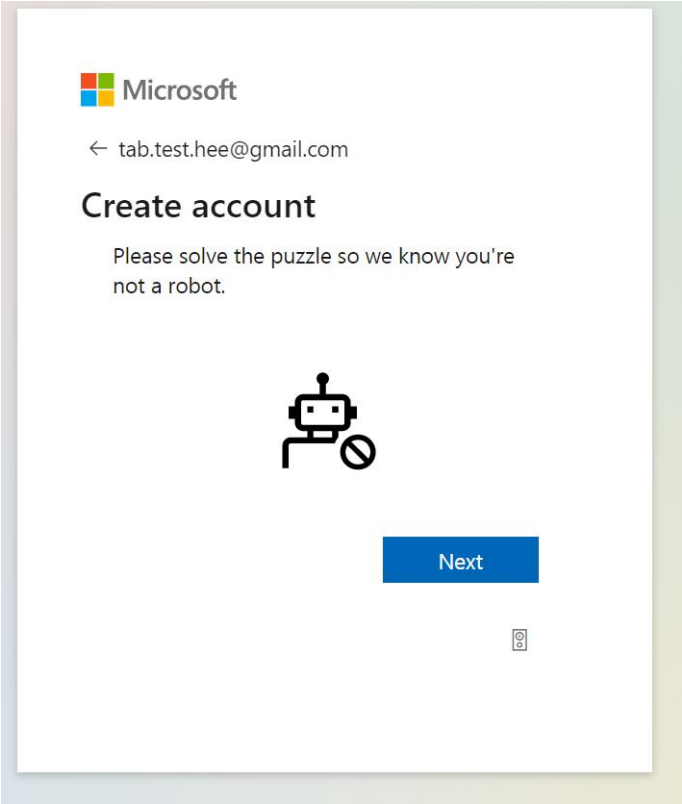 Microsoft
← tab.test.hee@gmail.com
Create account
Please solve the puzzle so we know you're
not a robot.
Next